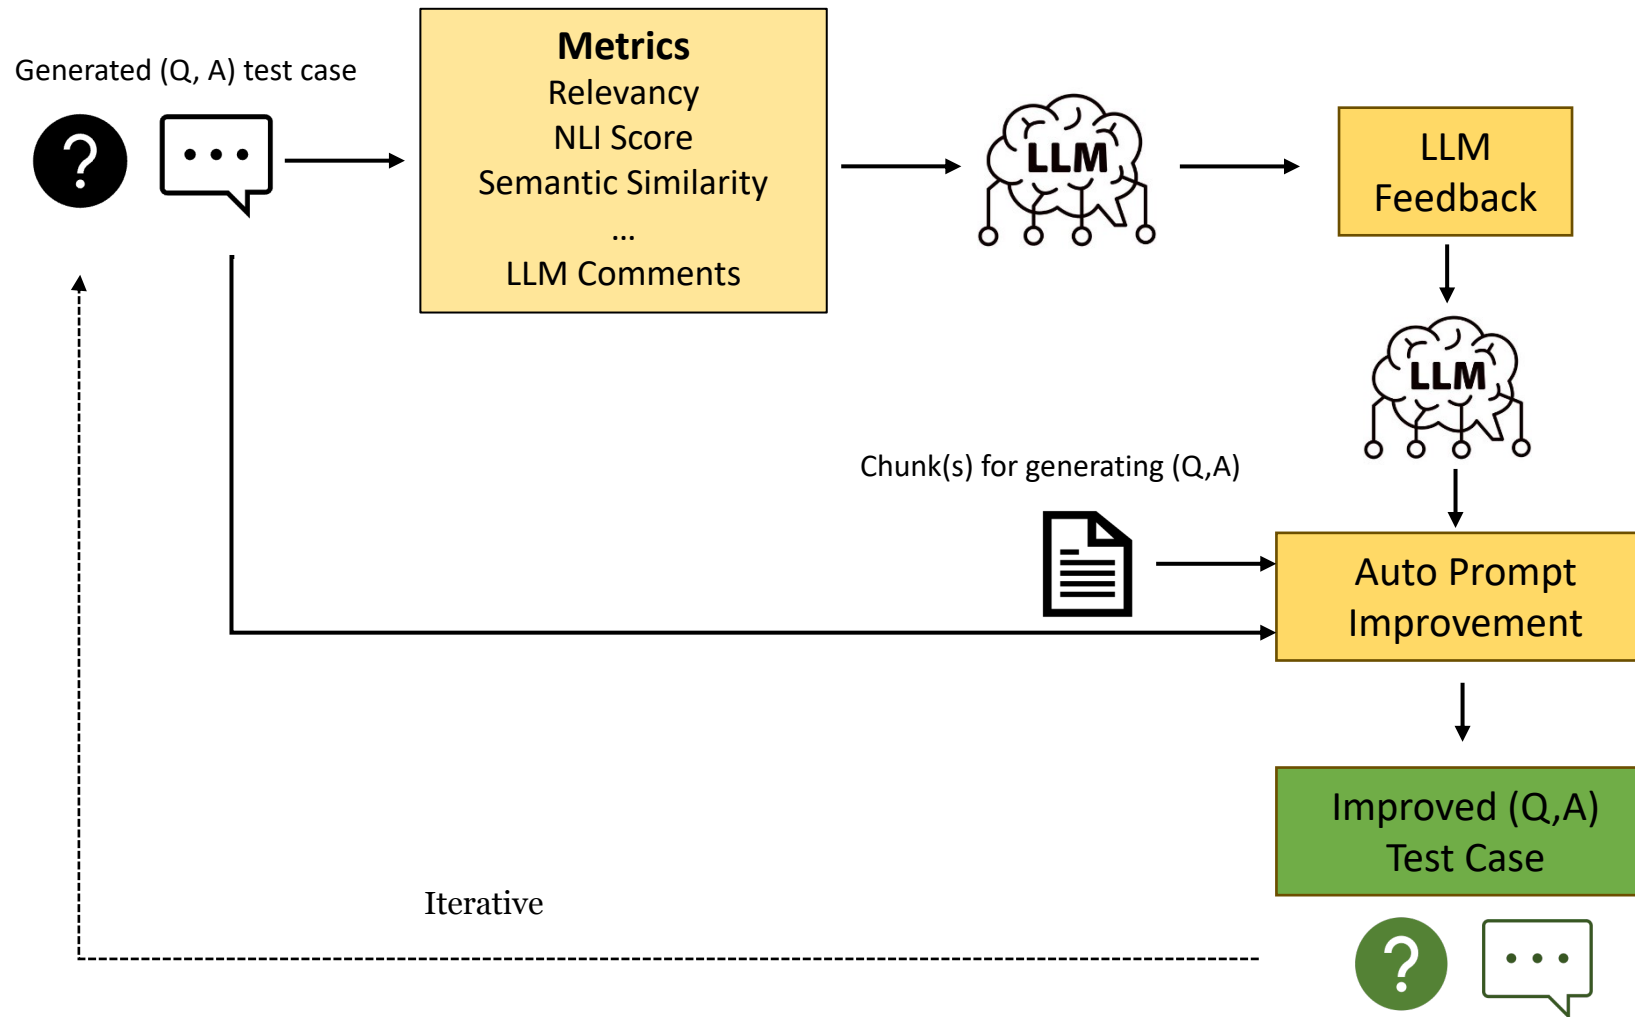 Generated (Q, A) test case
Metrics
Relevancy
NLI Score
Semantic Similarity
...
LLM Comments
LLM
LLM
Feedback
LLM
Chunk(s) for generating (Q,A)
Auto Prompt
Improvement
Improved (Q,A)
Test Case
Iterative